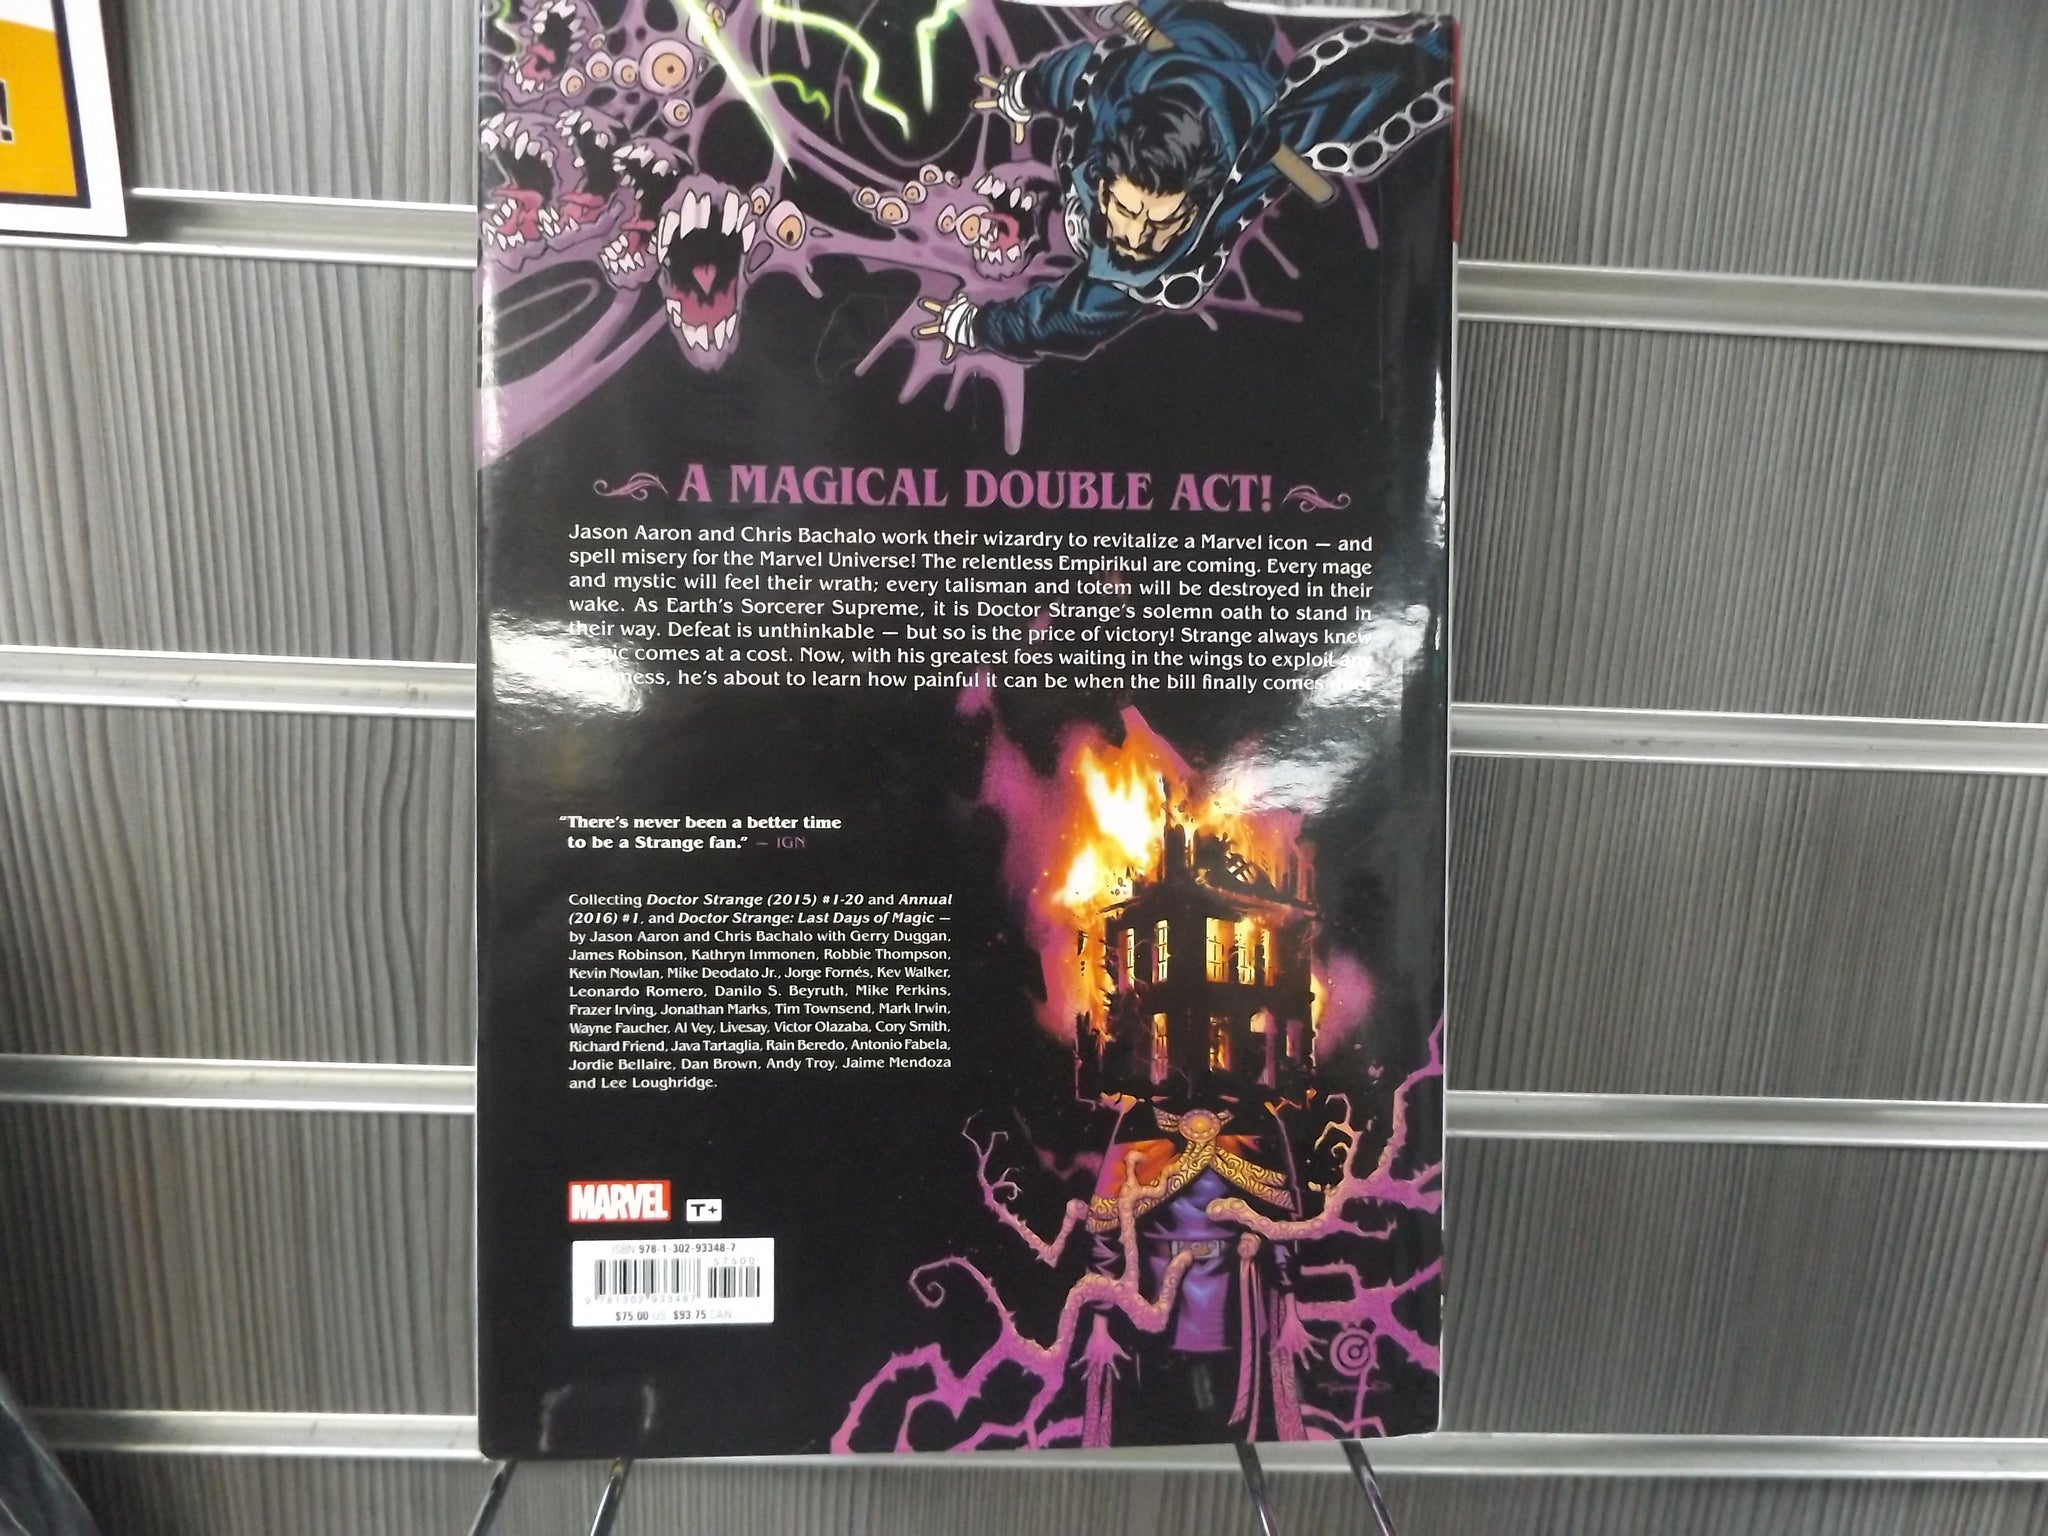 !
A MAGICAL DOUBLE ACT!
Jason Aaron and Chris Bachalo work their wizardry to revitalize a Marvel icon — and
spell misery for the Marvel Universe! The relentless Empirikul are coming. Every mage
and mystic will feel their wrath; every talisman and totem will be destroyed in their
wake. As Earth's Sorcerer Supreme, it is Doctor Strange's solemn oath to stand in
their way. Defeat is unthinkable — but so is the price of victory! Strange always knew
magic comes at a cost. Now, with his greatest foes waiting in the wings to exploit any
weakness, he's about to learn how painful it can be when the bill finally comes due!
"There's never been a better time
to be a Strange fan." — IGN
Collecting Doctor Strange (2015) #1-20 and Annual
(2016) #1, and Doctor Strange: Last Days of Magic —
by Jason Aaron and Chris Bachalo with Gerry Duggan,
James Robinson, Kathryn Immonen, Robbie Thompson,
Kevin Nowlan, Mike Deodato Jr., Jorge Fornés, Kev Walker,
Leonardo Romero, Danilo S. Beyruth, Mike Perkins,
Frazer Irving, Jonathan Marks, Tim Townsend, Mark Irwin,
Wayne Faucher, Al Vey, Livesay, Victor Olazaba, Cory Smith,
Richard Friend, Java Tartaglia, Rain Beredo, Antonio Fabela,
Jordie Bellaire, Dan Brown, Andy Troy, Jaime Mendoza
and Lee Loughridge.
MARVEL T+
ISBN 978-1-302-93348-7
57500
9 781302 933487
$75.00 US $93.75 CAN